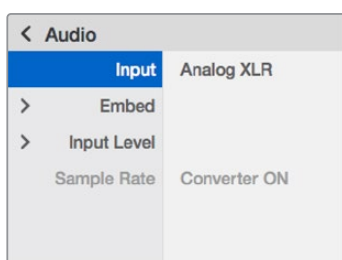 < Audio
Input Analog XLR
> Embed
> Input Level
Sample Rate Converter ON